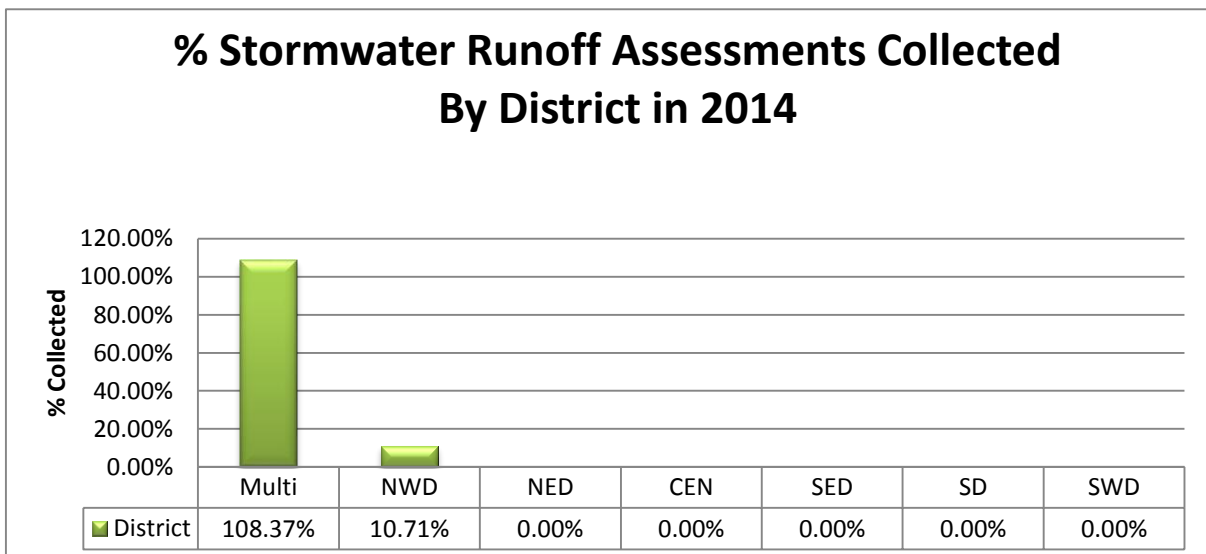 % Stormwater Runoff Assessments Collected
By District in 2014
% Collected
120.00%
100.00%
80.00%
60.00%
40.00%
20.00%
0.00%
Multi NWD NED CEN SED SD SWD
District 108.37% 10.71% 0.00% 0.00% 0.00% 0.00% 0.00%